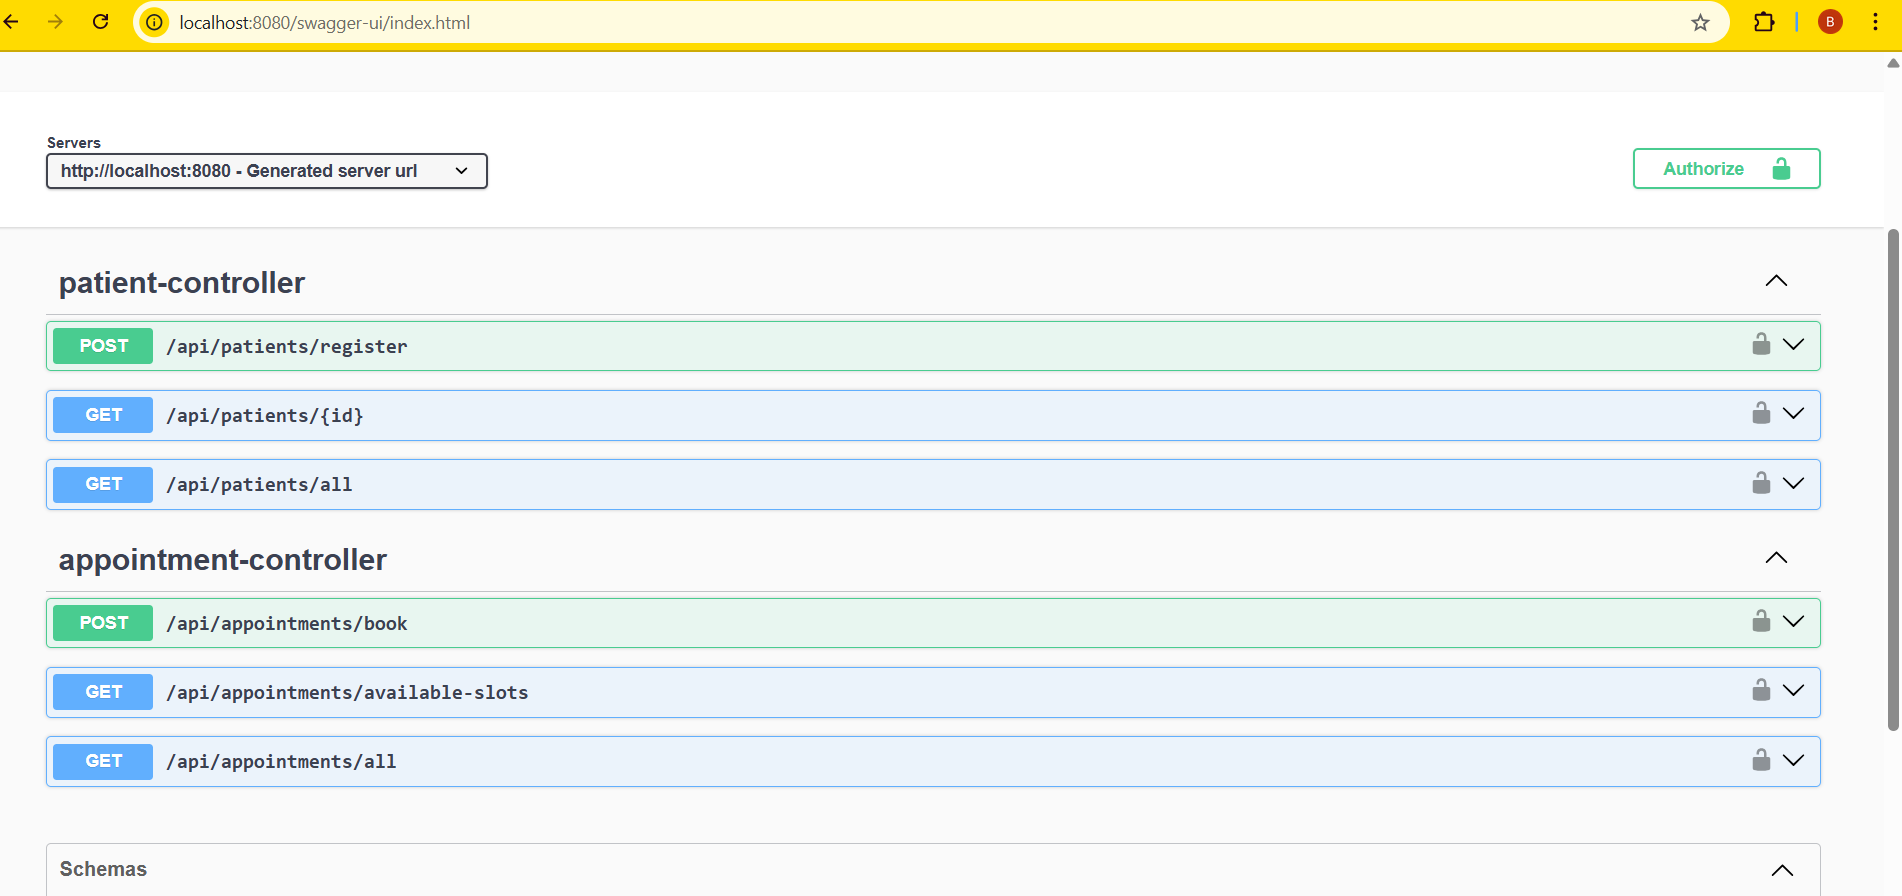 localhost:8080/swagger-ui/index.html
B
Servers
http://localhost:8080 - Generated server url
Authorize
patient-controller
POST /api/patients/register
GET /api/patients/{id}
GET /api/patients/all
appointment-controller
POST /api/appointments/book
GET /api/appointments/available-slots
GET /api/appointments/all
Schemas